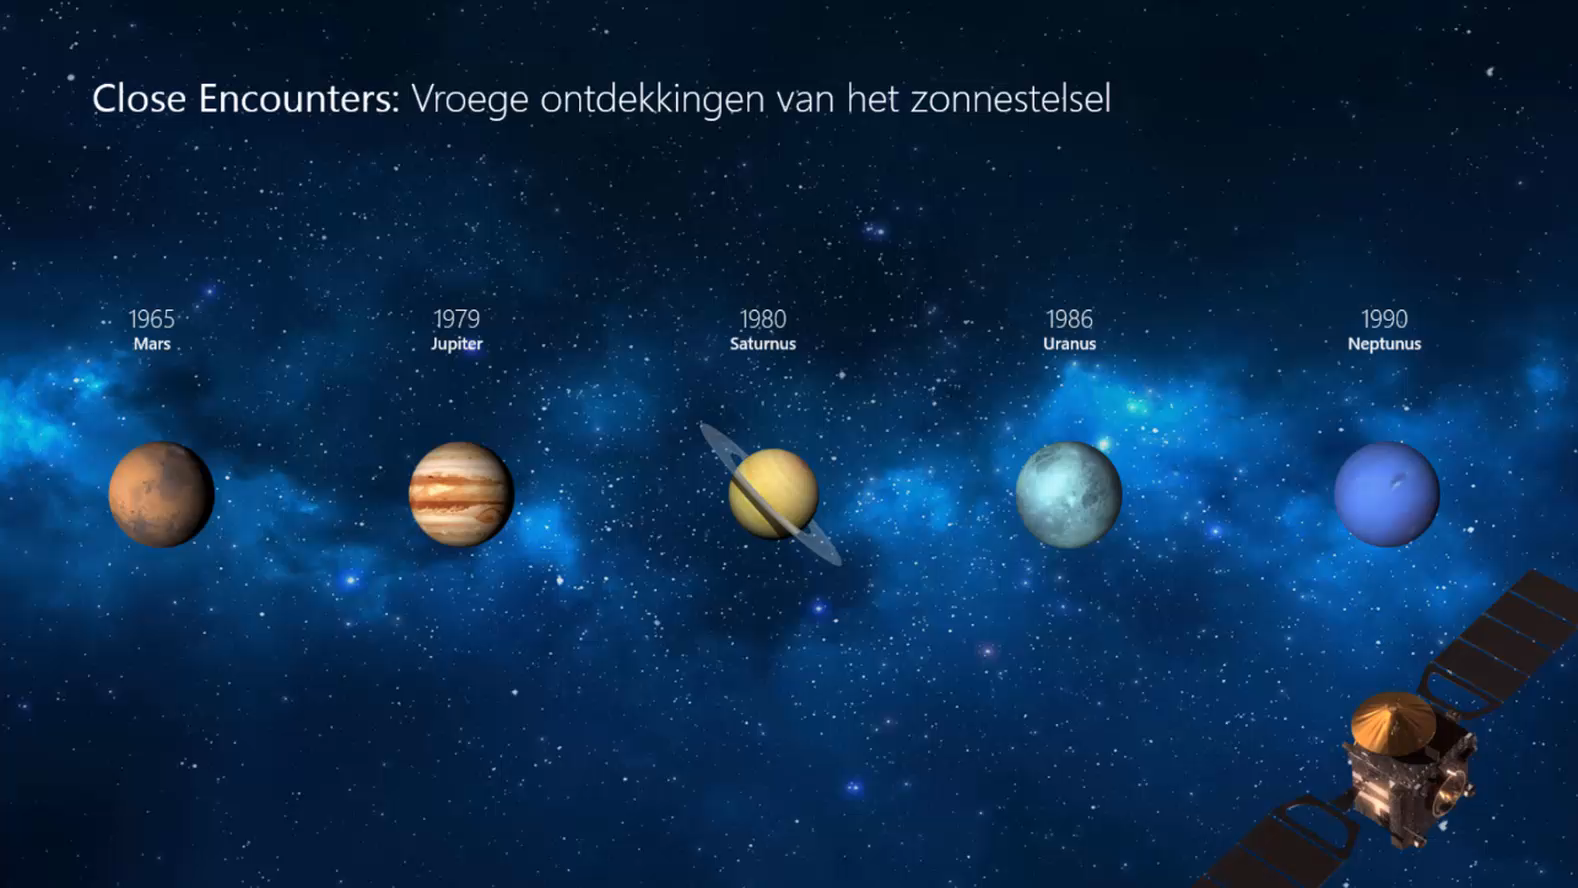 Close Encounters: Vroege ontdekkingen van het zonnestelsel
1965
Mars
1979
Jupiter
1980
Saturnus
1986
Uranus
1990
Neptunus